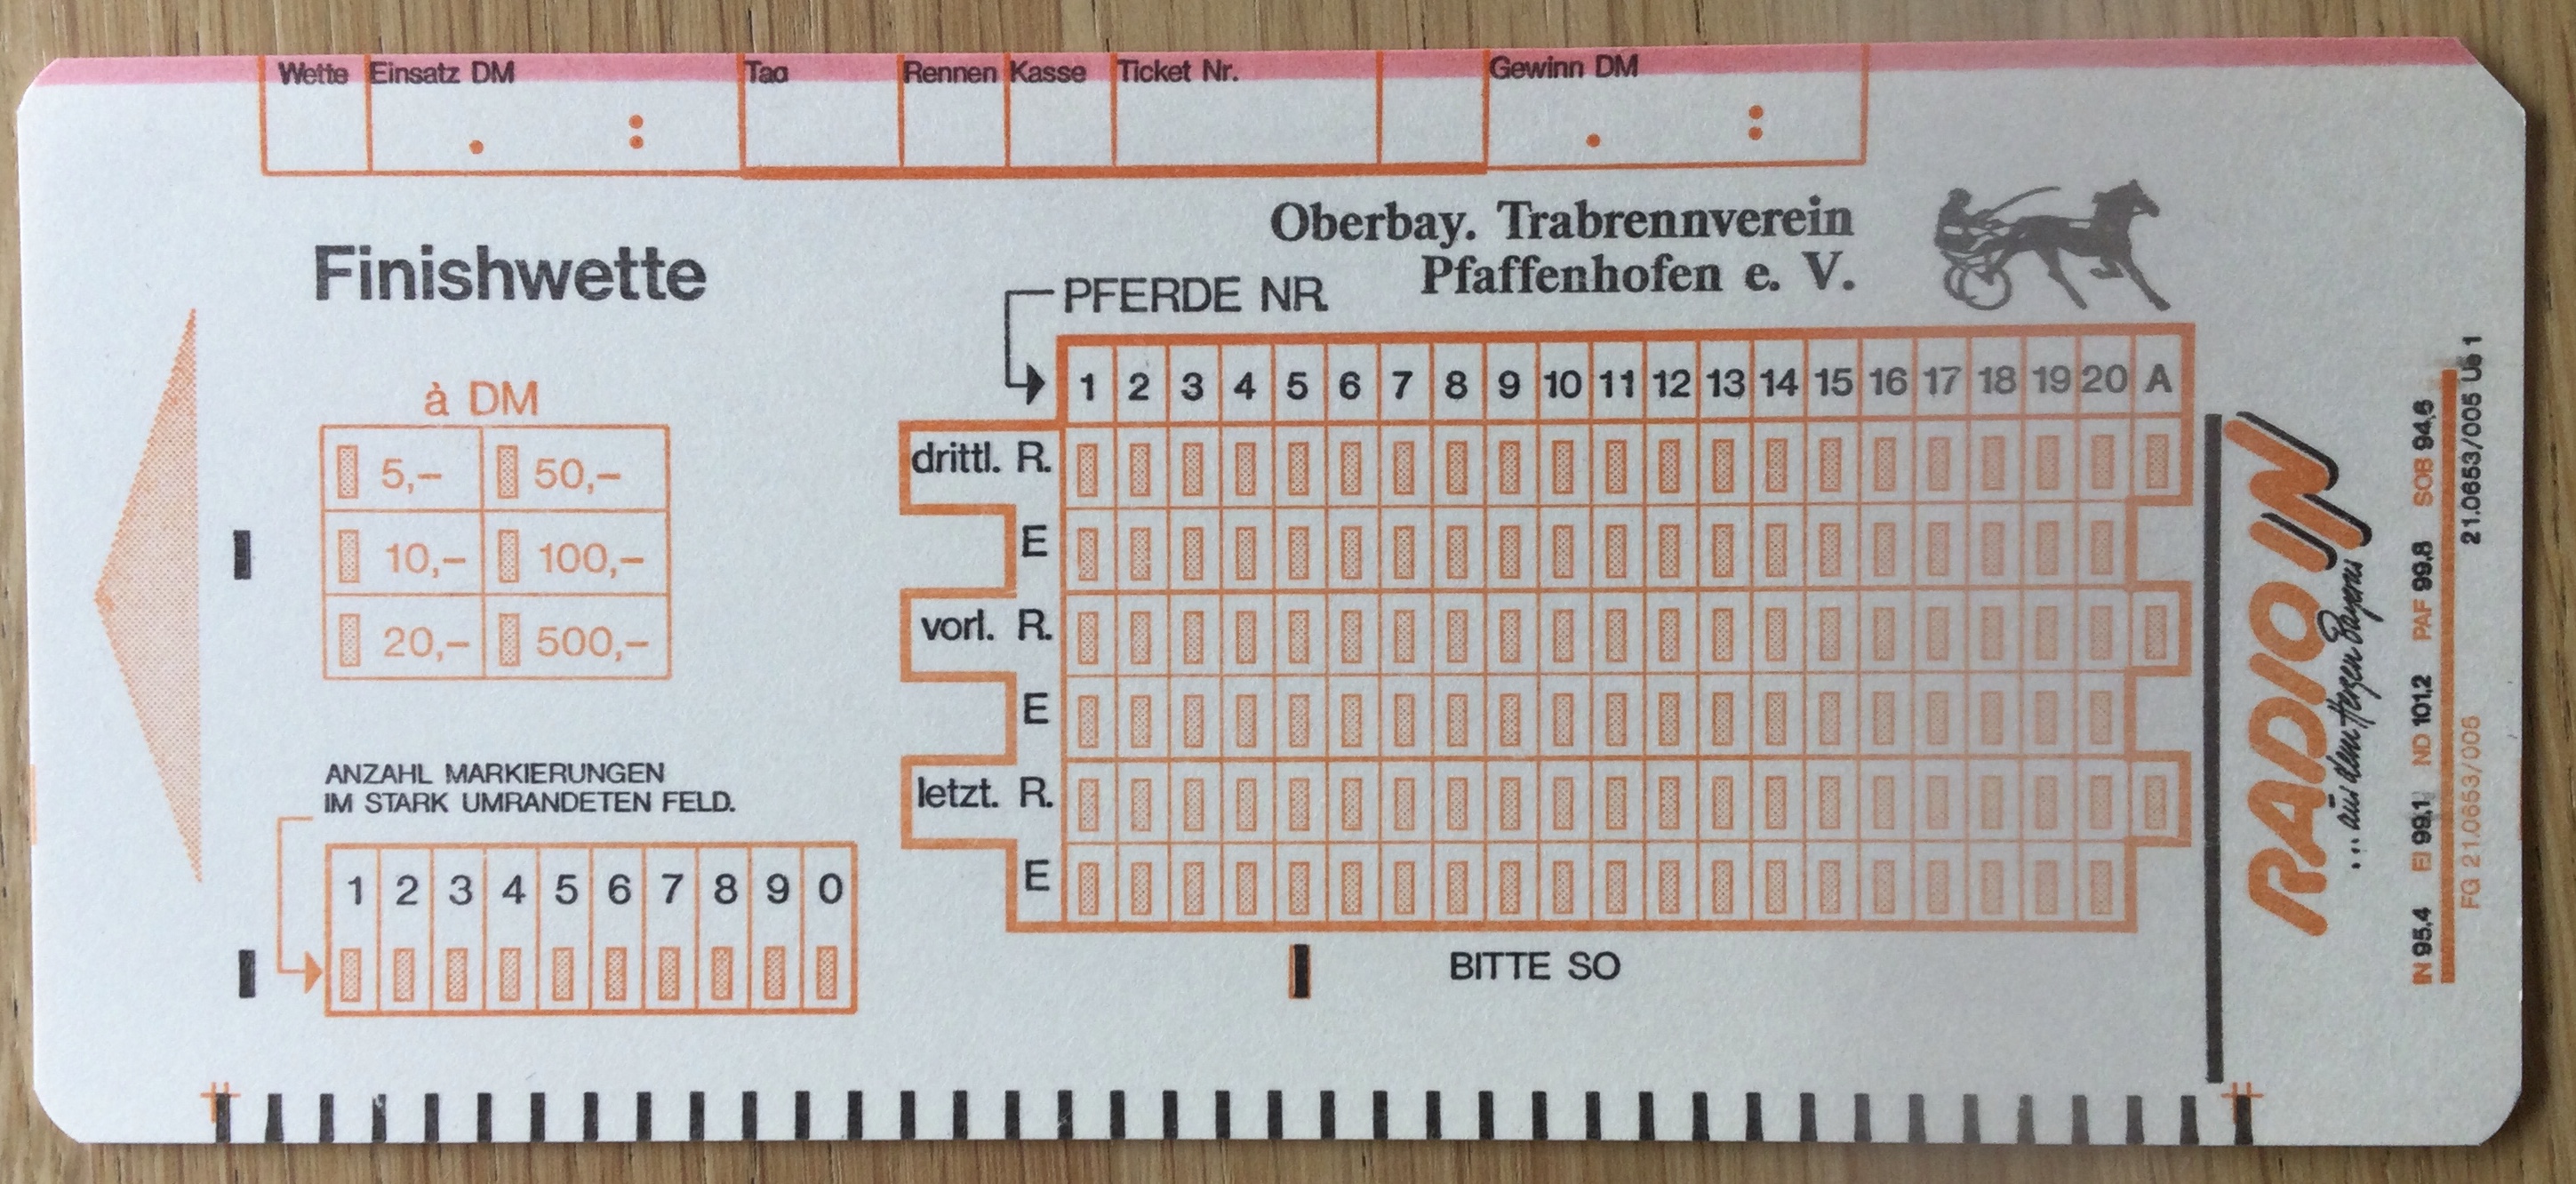 Wette Einsatz DM Tag Rennen Kasse Ticket Nr. Gewinn DM
Oberbay. Trabrennverein
Pfaffenhofen e. V.
Finishwette
PFERDE NR
à DM
5,– 50,–
10,– 100,–
20,– 500,–
ANZAHL MARKIERUNGEN
IM STARK UMRANDETEN FELD.
1 2 3 4 5 6 7 8 9 0
1 2 3 4 5 6 7 8 9 10 11 12 13 14 15 16 17 18 19 20 A
drittl. R.
E
vorl. R.
E
letzt. R.
E
BITTE SO
RADIO IN
...aus dem Herzen Bayerns
IN 95,4 EI 99,1 ND 101,2 PAF 99,8 SOB 94,6
FG 21.0653/006
21.0653/005 Ue 1